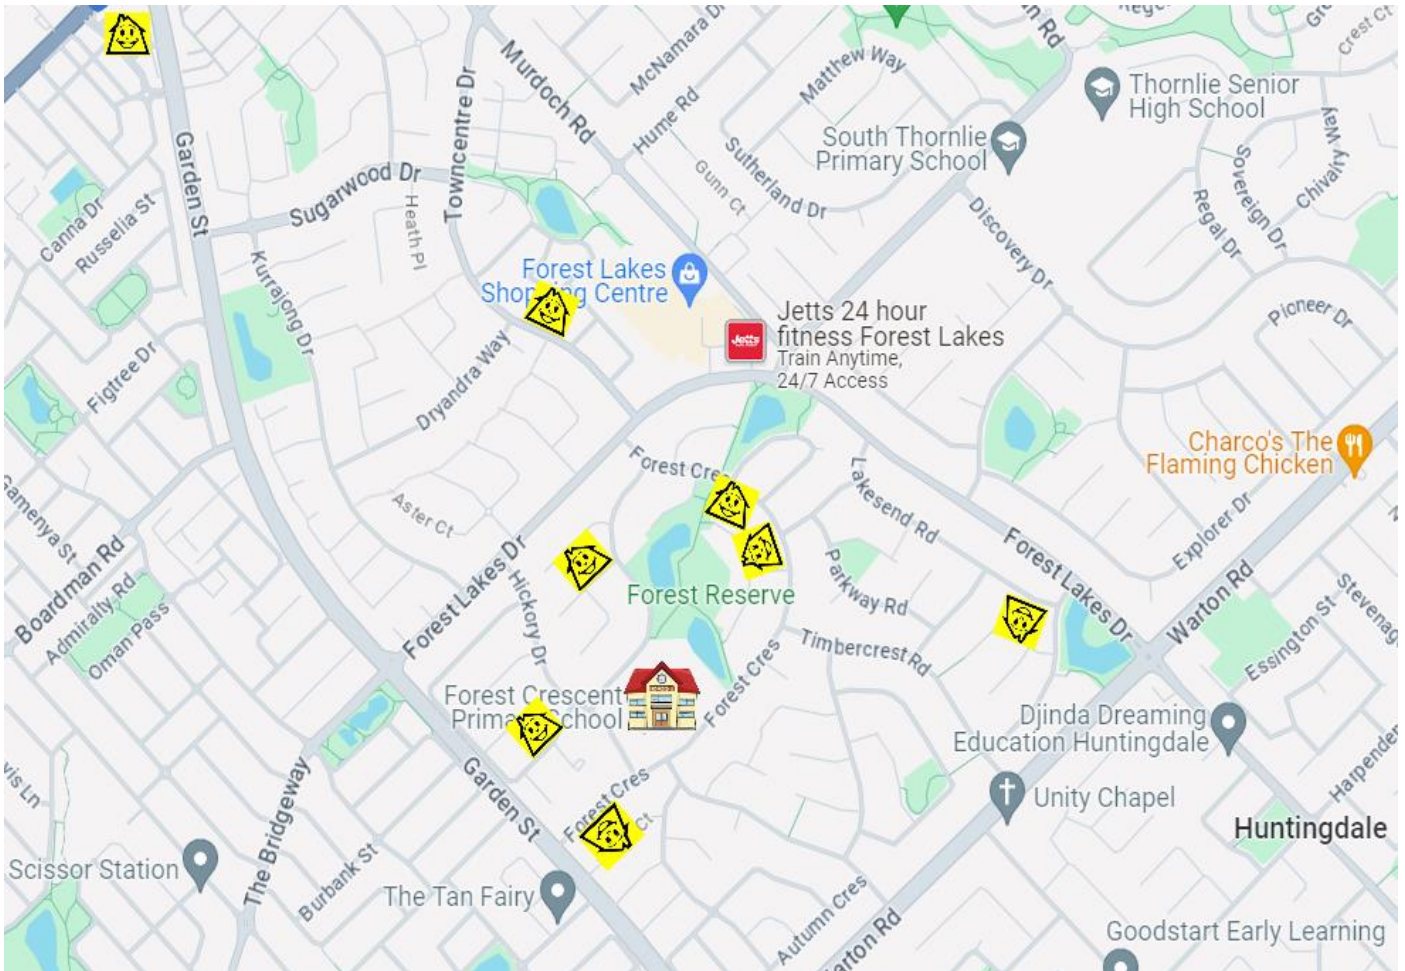 McNamara Dr
Murdoch Rd
Matthew Way
Thornlie Senior
High School
Crest Ct
Towncentre Dr
Hume Rd
South Thornlie
Primary School
Garden St
Sugarwood Dr
Heath Pl
Gunn Ct
Sutherland Dr
Discovery Dr
Regal Dr
Sovereign Dr
Chivalry Way
Canna Dr
Russelia St
Kurrajong Dr
Forest Lakes
Shopping Centre
Jetts
Jetts 24 hour
fitness Forest Lakes
Train Anytime,
24/7 Access
Pioneer Dr
Figtree Dr
Dryandra Way
Charco's The
Flaming Chicken
Forest Cres
Lakesend Rd
Aster Ct
Explorer Dr
Boardman Rd
Admiralty Rd
Oman Pass
Forest Lakes Dr
Hickory Dr
Forest Reserve
Parkway Rd
Timbercrest Rd
Forest Lakes Dr
Warton Rd
Essington St
Forest Crescent
Primary School
Forest Cres
Djinda Dreaming
Education Huntingdale
Unity Chapel
Huntingdale
Garden St
Forest Cres
Ct
The Bridgeway
Burbank St
Scissor Station
The Tan Fairy
Autumn Cres
Warton Rd
Goodstart Early Learning